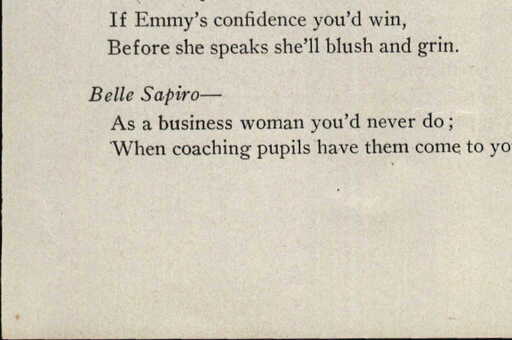 If Emmy's confidence you'd win,
Before she speaks she'll blush and grin.
Belle Sapiro—
As a business woman you'd never do;
When coaching pupils have them come to yo